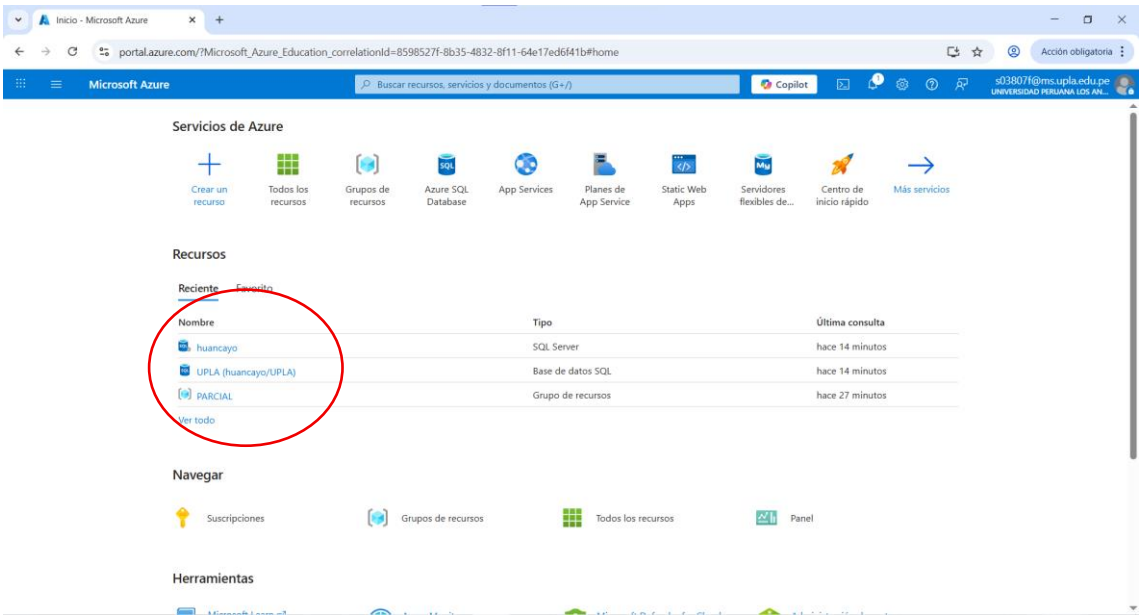 Inicio - Microsoft Azure
portal.azure.com/?Microsoft_Azure_Education_correlationId=8598527f-8b35-4832-8f11-64e17ed6f41b#home
Acción obligatoria
Microsoft Azure
Buscar recursos, servicios y documentos (G+/)
Copilot
s03807f@ms.upla.edu.pe
UNIVERSIDAD PERUANA LOS AN...
Servicios de Azure
Crear un recurso
Todos los recursos
Grupos de recursos
SQL
Azure SQL Database
App Services
Planes de App Service
Static Web Apps
My
Servidores flexibles de...
Centro de inicio rápido
Más servicios
Recursos
Reciente Favorito
Nombre Tipo Última consulta
huancayo SQL Server hace 14 minutos
UPLA (huancayo/UPLA) Base de datos SQL hace 14 minutos
PARCIAL Grupo de recursos hace 27 minutos
Ver todo
Navegar
Suscripciones Grupos de recursos Todos los recursos Panel
Herramientas